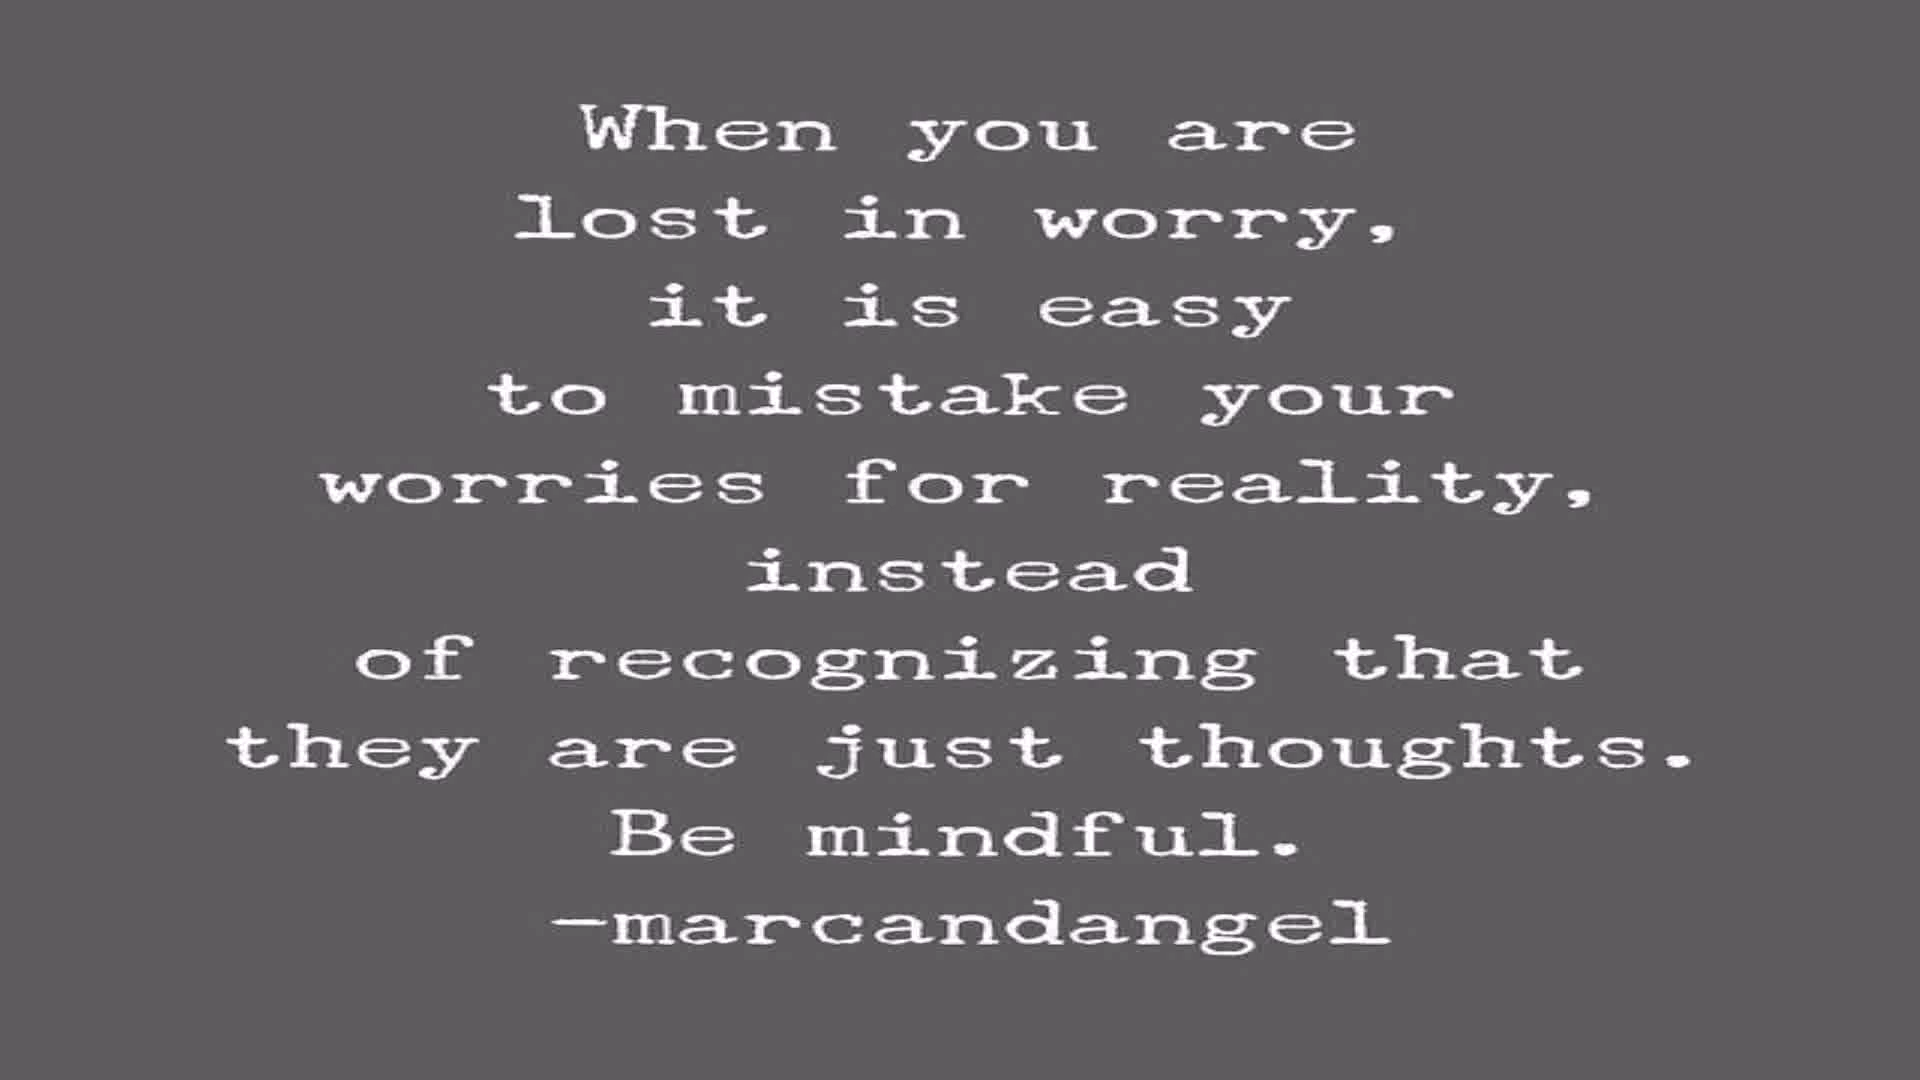 When you are
lost in worry,
it is easy
to mistake your
worries for reality,
instead
of recognizing that
they are just thoughts.
Be mindful.
—marcandangel